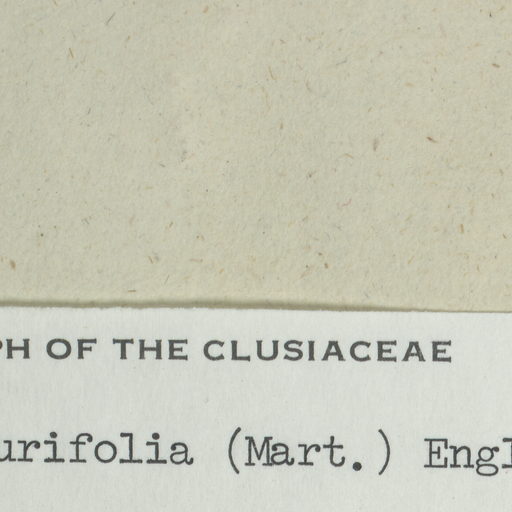 PH OF THE CLUSIACEAE
urifolia (Mart.) Engl